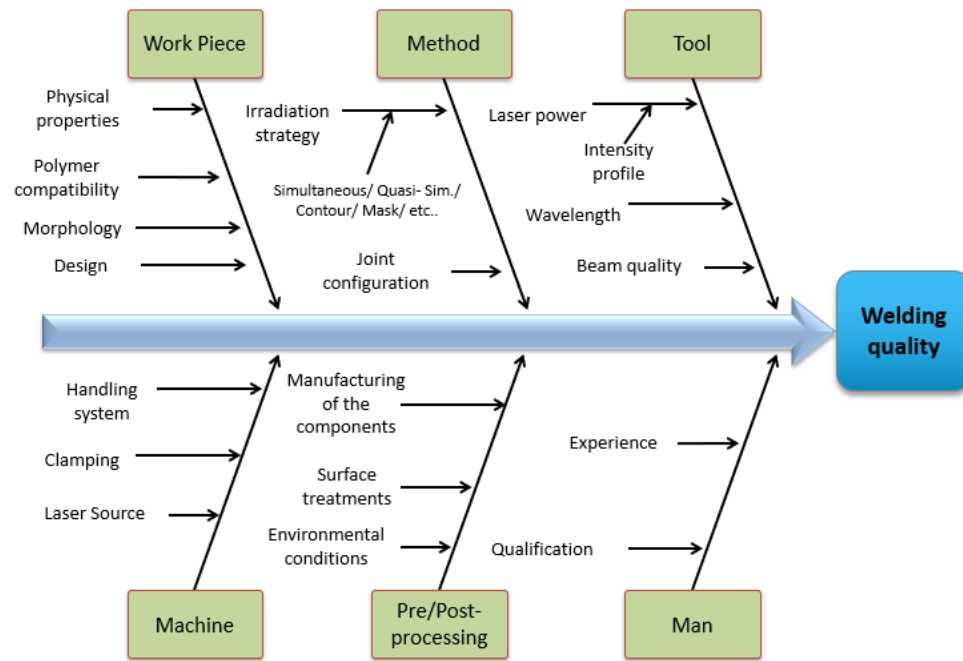 Work Piece
Method
Tool
Physical
properties
Polymer
compatibility
Morphology
Design
Irradiation
strategy
Simultaneous/ Quasi- Sim./
Contour/ Mask/ etc..
Joint
configuration
Laser power
Intensity
profile
Wavelength
Beam quality
Welding
quality
Handling
system
Clamping
Laser Source
Manufacturing
of the
components
Surface
treatments
Environmental
conditions
Experience
Qualification
Machine
Pre/Post-
processing
Man